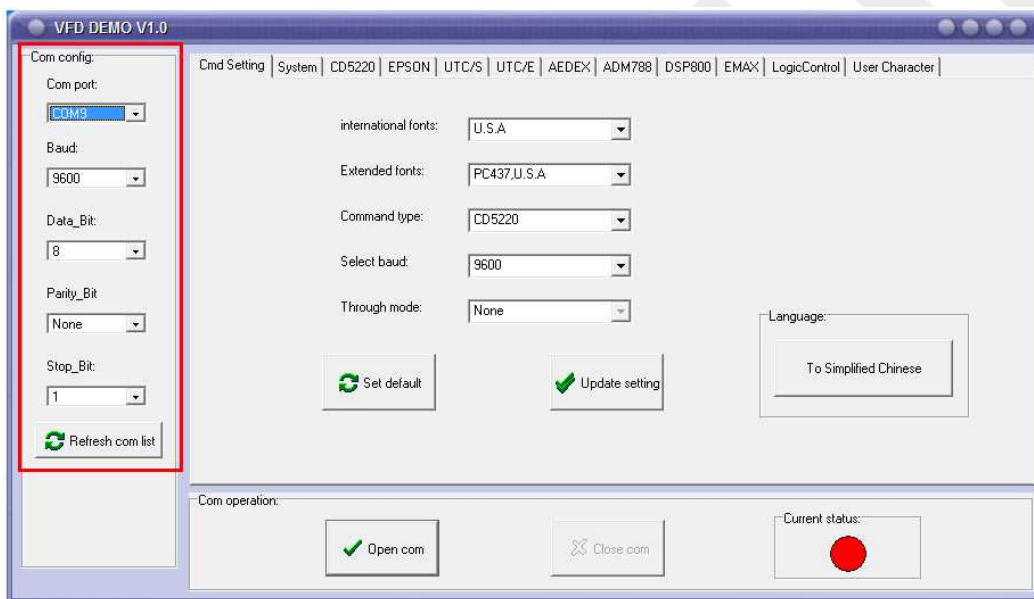 VFD DEMO V1.0
Com config:
Com port:
COM3
Baud:
9600
Data_Bit:
8
Parity_Bit
None
Stop_Bit:
1
Refresh com list
Cmd Setting System CD5220 EPSON UTC/S UTC/E AEDEX ADM788 DSP800 EMAX LogicControl User Character
international fonts:
U.S.A
Extended fonts:
PC437,U.S.A
Command type:
CD5220
Select baud:
9600
Through mode:
None
Set default
Update setting
Language:
To Simplified Chinese
Com operation:
Open com
Close com
Current status: